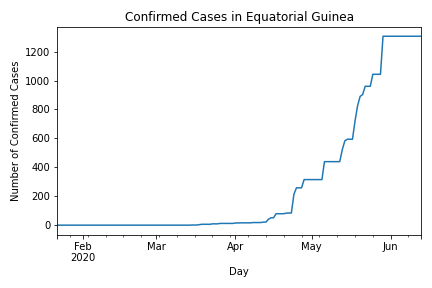 Confirmed Cases in Equatorial Guinea
Number of Confirmed Cases
1200
1000
800
600
400
200
0
Feb Mar Apr May Jun
2020
Day